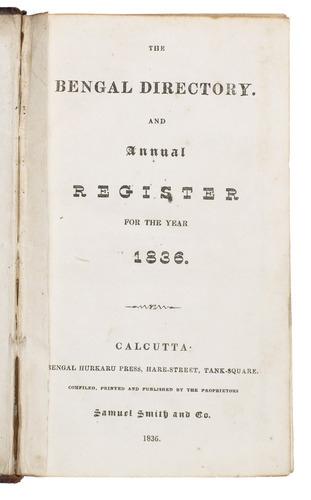 THE
BENGAL DIRECTORY.
AND
Annual
REGISTER
FOR THE YEAR
1836.
CALCUTTA:
BENGAL HURKARU PRESS, HARE-STREET, TANK-SQUARE.
COMPILED, PRINTED AND PUBLISHED BY THE PROPRIETORS
Samuel Smith and Co.
1836.